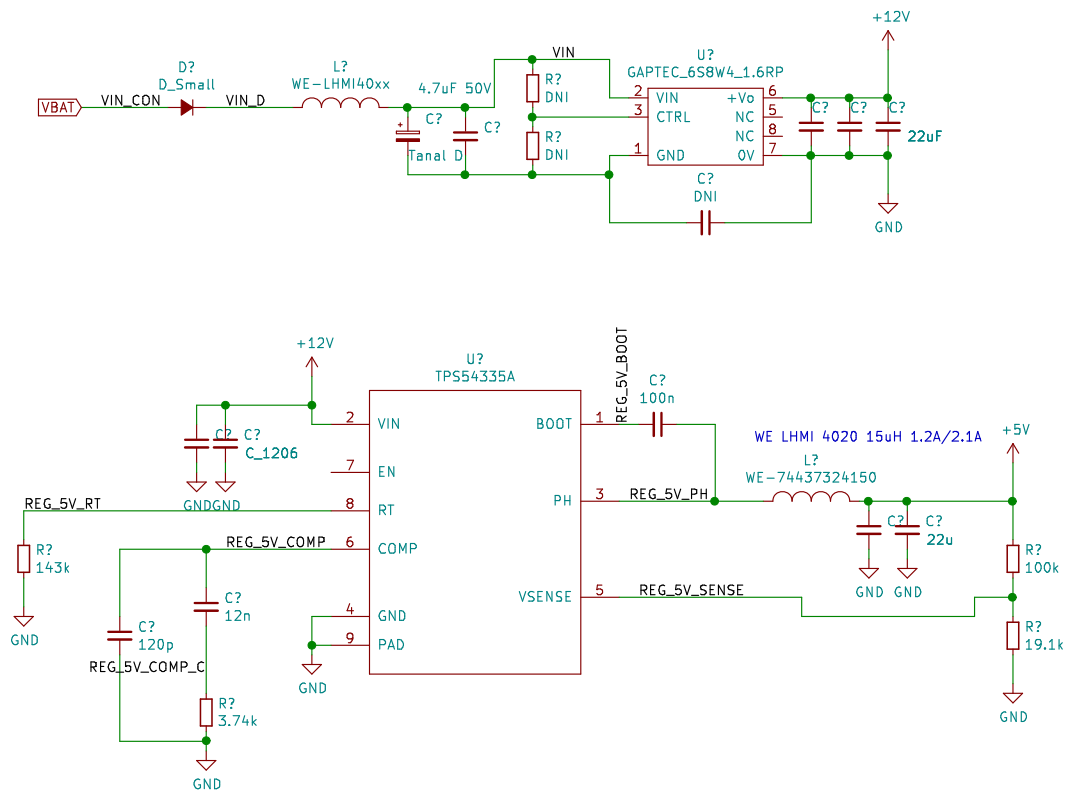 +12V
U?
GAPTEC_6S8W4_1.6RP
D?
D_Small
L?
WE-LHMI40xx
VIN
4.7uF 50V
VBAT
VIN_CON
VIN_D
R?
DNI
2
VIN
+Vo
6
C?
C?
C?
22uF
3
CTRL
NC
5
NC
8
C?
Tanal D
C?
R?
DNI
1
GND
0V
7
C?
DNI
GND
+12V
U?
TPS54335A
REG_5V_BOOT
C?
100n
2
VIN
BOOT
1
C?
C?
C_1206
GND
GND
7
EN
WE LHMI 4020 15uH 1.2A/2.1A
+5V
L?
WE-74437324150
PH
3
REG_5V_PH
REG_5V_RT
8
RT
C?
C?
22u
GND
GND
R?
143k
GND
REG_5V_COMP
6
COMP
R?
100k
C?
12n
VSENSE
5
REG_5V_SENSE
4
GND
C?
120p
9
PAD
GND
R?
19.1k
GND
REG_5V_COMP_C
R?
3.74k
GND